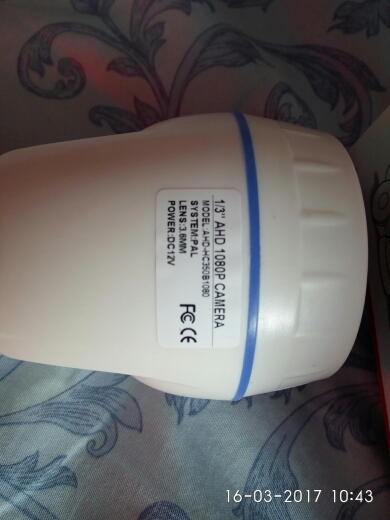 1/3" AHD 1080P CAMERA
MODEL:AHD-HC350B1080
SYSTEM:PAL
LENS:3.6MM
POWER:DC12V
FC CE
16-03-2017 10:43